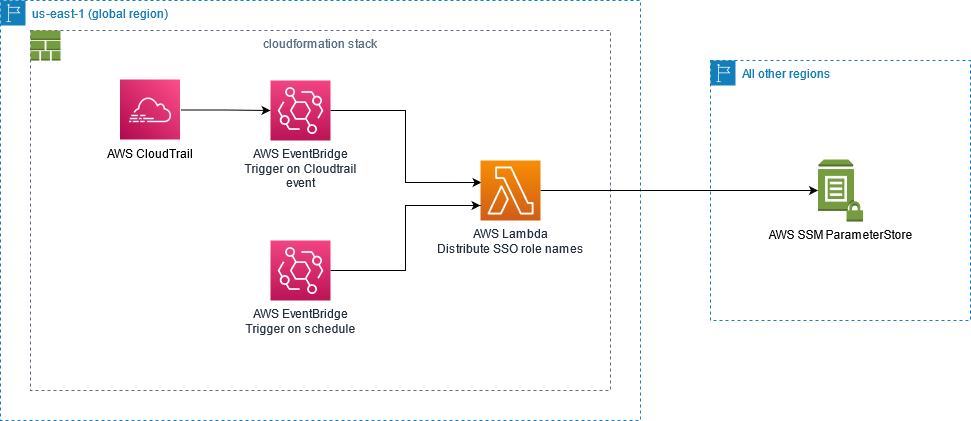 us-east-1 (global region)
cloudformation stack
All other regions
AWS CloudTrail
AWS EventBridge
Trigger on Cloudtrail
event
AWS Lambda
Distribute SSO role names
AWS SSM ParameterStore
AWS EventBridge
Trigger on schedule